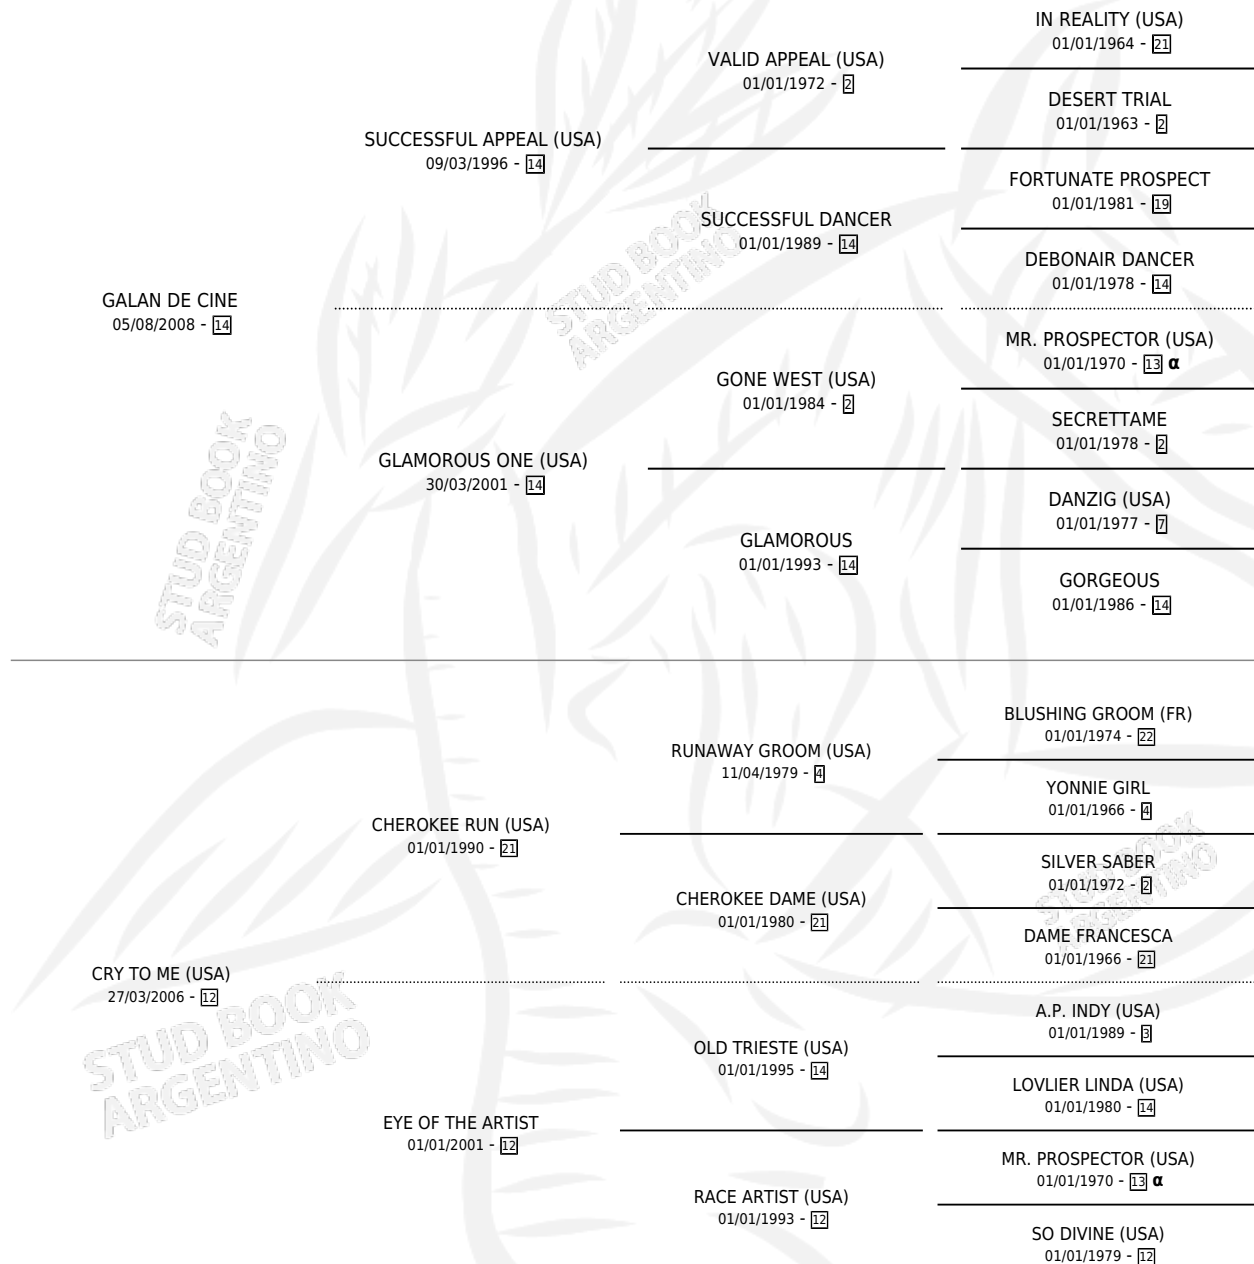 IN REALITY (USA)
01/01/1964 - 21
VALID APPEAL (USA)
01/01/1972 - 2
DESERT TRIAL
01/01/1963 - 2
SUCCESSFUL APPEAL (USA)
09/03/1996 - 14
FORTUNATE PROSPECT
01/01/1981 - 19
SUCCESSFUL DANCER
01/01/1989 - 14
DEBONAIR DANCER
01/01/1978 - 14
STUD BOOK
ARGENTINO
GALAN DE CINE
05/08/2008 - 14
MR. PROSPECTOR (USA)
01/01/1970 - 13 α
GONE WEST (USA)
01/01/1984 - 2
SECRETTAME
01/01/1978 - 2
GLAMOROUS ONE (USA)
30/03/2001 - 14
DANZIG (USA)
01/01/1977 - 7
GLAMOROUS
01/01/1993 - 14
GORGEOUS
01/01/1986 - 14
STUD BOOK
ARGENTINO
BLUSHING GROOM (FR)
01/01/1974 - 22
RUNAWAY GROOM (USA)
11/04/1979 - 4
YONNIE GIRL
01/01/1966 - 4
CHEROKEE RUN (USA)
01/01/1990 - 21
SILVER SABER
01/01/1972 - 2
CHEROKEE DAME (USA)
01/01/1980 - 21
DAME FRANCESCA
01/01/1966 - 21
STUD BOOK
ARGENTINO
CRY TO ME (USA)
27/03/2006 - 12
A.P. INDY (USA)
01/01/1989 - 3
OLD TRIESTE (USA)
01/01/1995 - 14
LOVLIER LINDA (USA)
01/01/1980 - 14
EYE OF THE ARTIST
01/01/2001 - 12
MR. PROSPECTOR (USA)
01/01/1970 - 13 α
RACE ARTIST (USA)
01/01/1993 - 12
SO DIVINE (USA)
01/01/1979 - 12
STUD BOOK
ARGENTINO